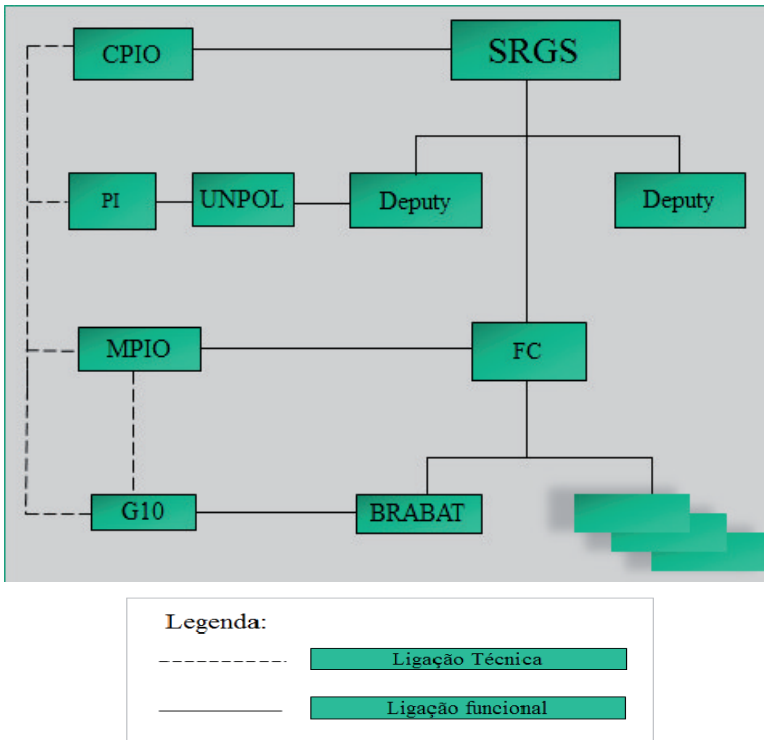 CPIO
SRGS
PI
UNPOL
Deputy
Deputy
MPIO
FC
G10
BRABAT
Legenda:
Ligação Técnica
Ligação funcional